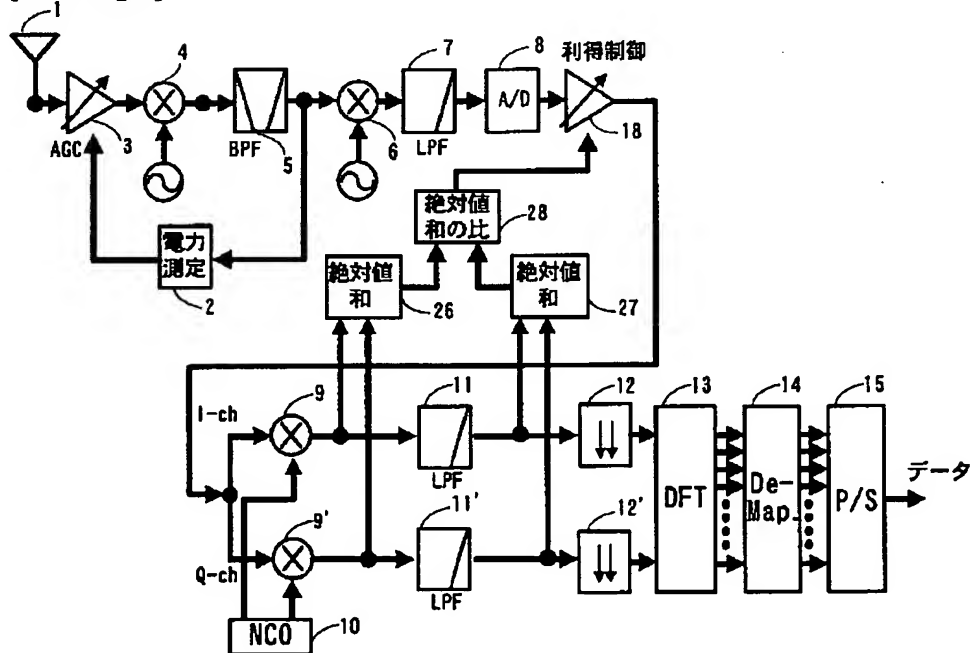 1
4
7
8
利得制御
A/D
AGC
3
BPF
5
6
LPF
18
電力
測定
2
絶対値
和の比
28
絶対値
和
26
絶対値
和
27
I-ch
9
11
LPF
12
13
14
15
Q-ch
9'
11'
LPF
12'
DFT
De-
Map.
P/S
データ
NCO
10